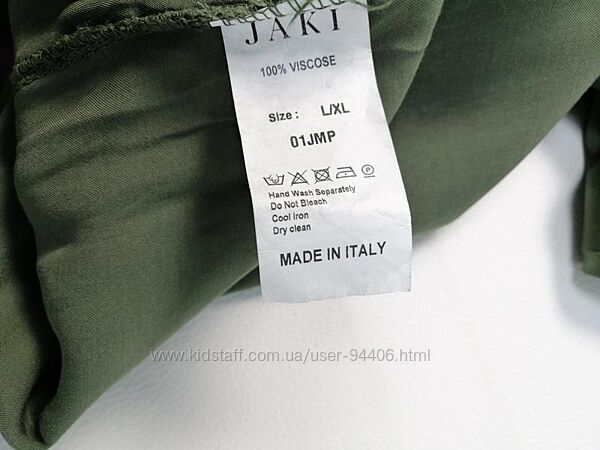 JAKI
100% VISCOSE
Size : L/XL
01JMP
Hand Wash Separately
Do Not Bleach
Cool Iron
Dry clean
MADE IN ITALY
www.kidstaff.com.ua/user-94406.html